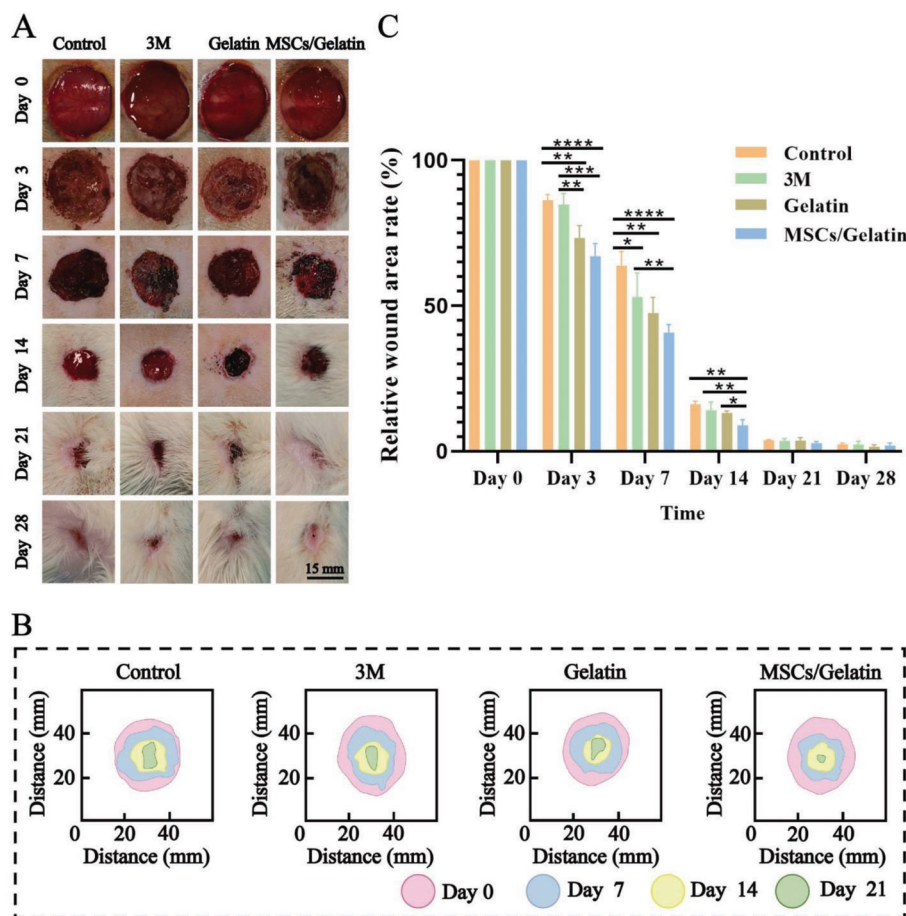 A
Control 3M Gelatin MSCs/Gelatin
Day 0
Day 3
Day 7
Day 14
Day 21
Day 28
15 mm
C
Relative wound area rate (%)
100
50
0
**** 
** 
*** 
**
****
**
*
**
**
**
*
Control
3M
Gelatin
MSCs/Gelatin
Day 0 Day 3 Day 7 Day 14 Day 21 Day 28
Time
B
Control 3M Gelatin MSCs/Gelatin
Distance (mm) Distance (mm) Distance (mm) Distance (mm)
40 40 40 40
20 20 20 20
0 20 40 0 20 40 0 20 40 0 20 40
Distance (mm) Distance (mm) Distance (mm) Distance (mm)
Day 0 Day 7 Day 14 Day 21